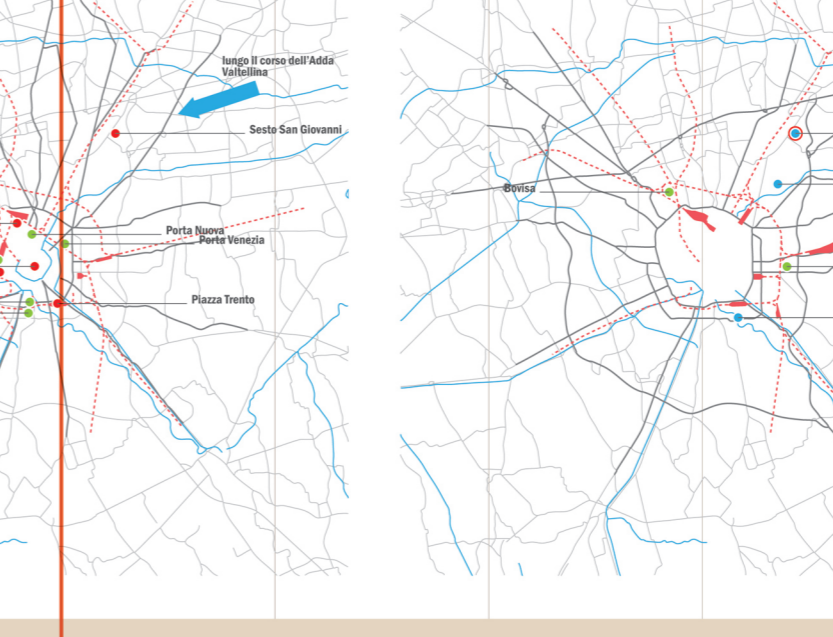 lungo il corso dell'Adda
Valtellina
Sesto San Giovanni
Bovisa
Porta Nuova
Porta Venezia
Piazza Trento